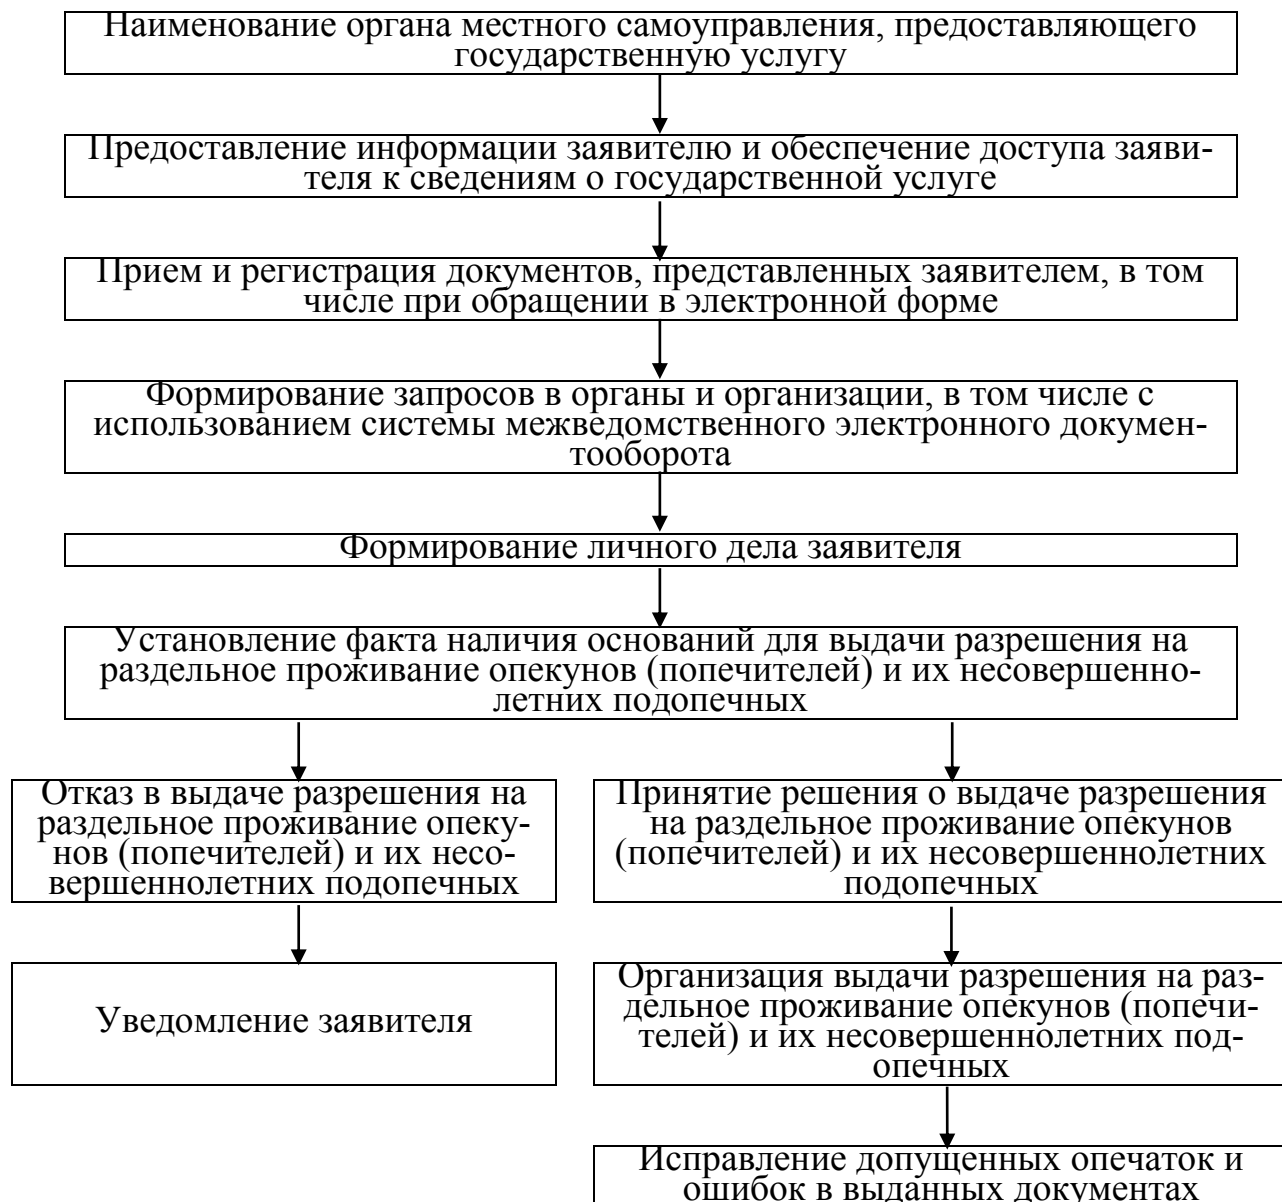 Наименование органа местного самоуправления, предоставляющего
государственную услугу
Предоставление информации заявителю и обеспечение доступа заяви-
теля к сведениям о государственной услуге
Прием и регистрация документов, представленных заявителем, в том
числе при обращении в электронной форме
Формирование запросов в органы и организации, в том числе с
использованием системы межведомственного электронного докумен-
тооборота
Формирование личного дела заявителя
Установление факта наличия оснований для выдачи разрешения на
раздельное проживание опекунов (попечителей) и их несовершенно-
летних подопечных
Отказ в выдаче разрешения на
раздельное проживание опеку-
нов (попечителей) и их несо-
вершеннолетних подопечных
Принятие решения о выдаче разрешения
на раздельное проживание опекунов
(попечителей) и их несовершеннолетних
подопечных
Уведомление заявителя
Организация выдачи разрешения на раз-
дельное проживание опекунов (попечи-
телей) и их несовершеннолетних под-
опечных
Исправление допущенных опечаток и
ошибок в выданных документах